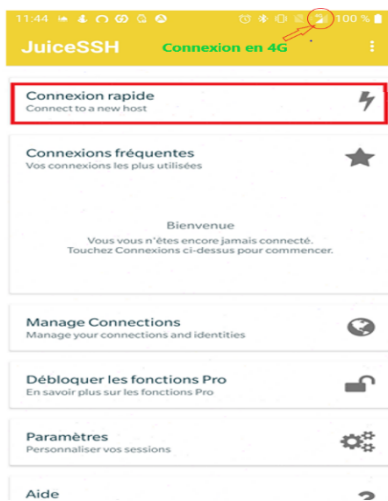 11:44
100 %
JuiceSSH
Connexion en 4G
Connexion rapide
Connect to a new host
Connexions fréquentes
Vos connexions les plus utilisées
Bienvenue
Vous vous n'êtes encore jamais connecté.
Touchez Connexions ci-dessus pour commencer.
Manage Connections
Manage your connections and identities
Débloquer les fonctions Pro
En savoir plus sur les fonctions Pro
Paramètres
Personnaliser vos sessions
Aide